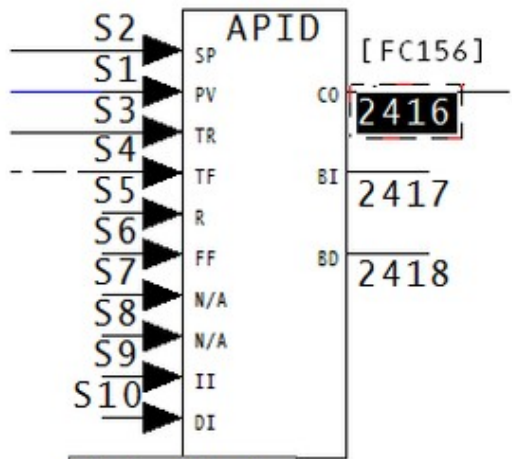 S2
APID
[FC156]
SP
S1
PV
CO
2416
S3
TR
S4
TF
BI
2417
S5
R
S6
FF
BD
2418
S7
N/A
S8
N/A
S9
II
S10
DI